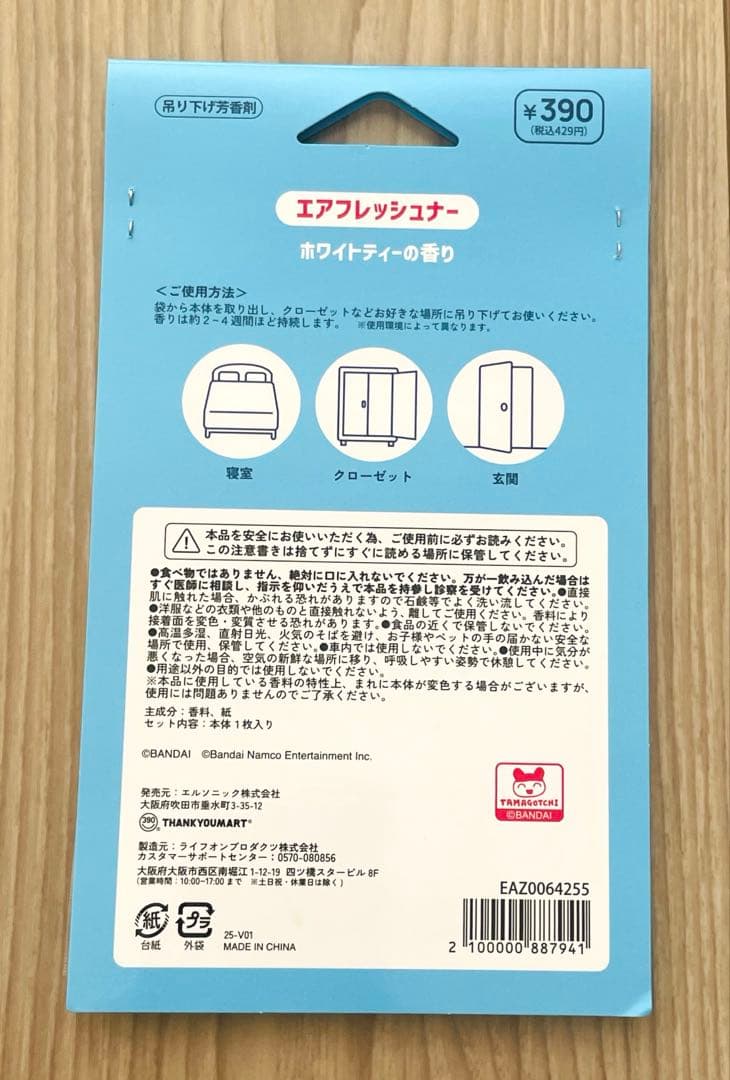 吊り下げ芳香剤
¥390
(税込429円)
エアフレッシュナー
ホワイトティーの香り
＜ご使用方法＞
袋から本体を取り出し、クローゼットなどお好きな場所に吊り下げてお使いください。
香りは約2~4週間ほど持続します。 ※使用環境によって異なります。
寝室 クローゼット 玄関
本品を安全にお使いいただく為、ご使用前に必ずお読みください。
この注意書きは捨てずにすぐに読める場所に保管してください。
●食べ物ではありません、絶対に口に入れないでください。万が一飲み込んだ場合は
すぐ医師に相談し、指示を仰いだうえで本品を持参し診察を受けてください。●直接
肌に触れた場合、かぶれる恐れがありますので石鹸等でよく洗い流してください。
●洋服などの衣類や他のものと直接触れないよう、離してご使用ください。香料により
接着面を変色・変質させる恐れがあります。●食品の近くで保管しないでください。
●高温多湿、直射日光、火気のそばを避け、お子様やペットの手の届かない安全な
場所で使用、保管してください。●車内では使用しないでください。●使用中に気分が
悪くなった場合、空気の新鮮な場所に移り、呼吸しやすい姿勢で休憩してください。
●用途以外の目的では使用しないでください。
※本品に使用している香料の特性上、まれに本体が変色する場合がございますが、
使用には問題ありませんのでご了承ください。
主成分：香料、紙
セット内容：本体1枚入り
©BANDAI ©Bandai Namco Entertainment Inc.
発売元：エルソニック株式会社
大阪府吹田市垂水町3-35-12
390 THANKYOUMART®
製造元：ライフオンプロダクツ株式会社
カスタマーサポートセンター：0570-080856
大阪府大阪市西区南堀江1-12-19 四ツ橋スタービル 8F
(営業時間：10:00~17:00まで ※土日祝・休業日は除く)
TAMAGOTCHI
©BANDAI
EAZ0064255
紙 プラ
台紙 外袋
25-V01
MADE IN CHINA
2 100000 887941